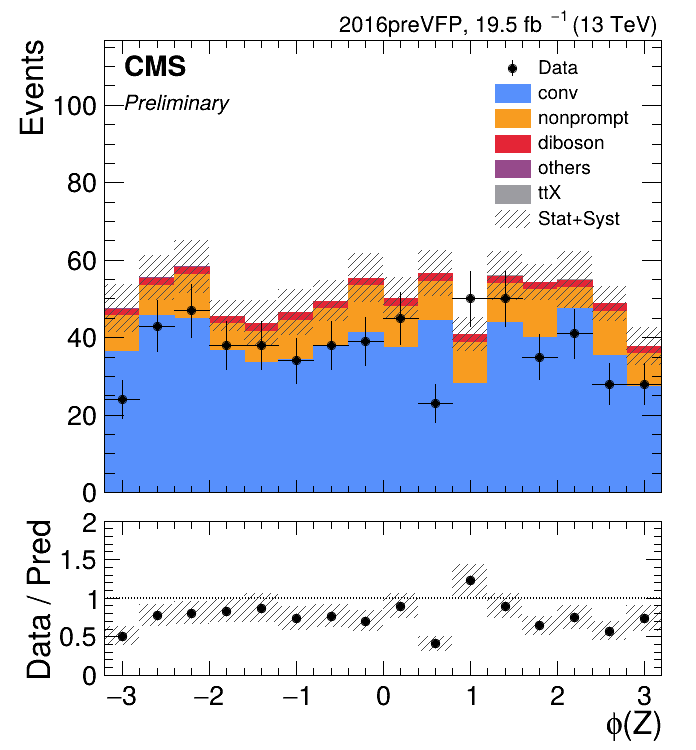 2016preVFP, 19.5 fb⁻¹ (13 TeV)
CMS
Preliminary
Events
100
80
60
40
20
0
Data
conv
nonprompt
diboson
others
ttX
Stat+Syst
Data / Pred
2
1.5
1
0.5
0
−3 −2 −1 0 1 2 3
ϕ(Z)